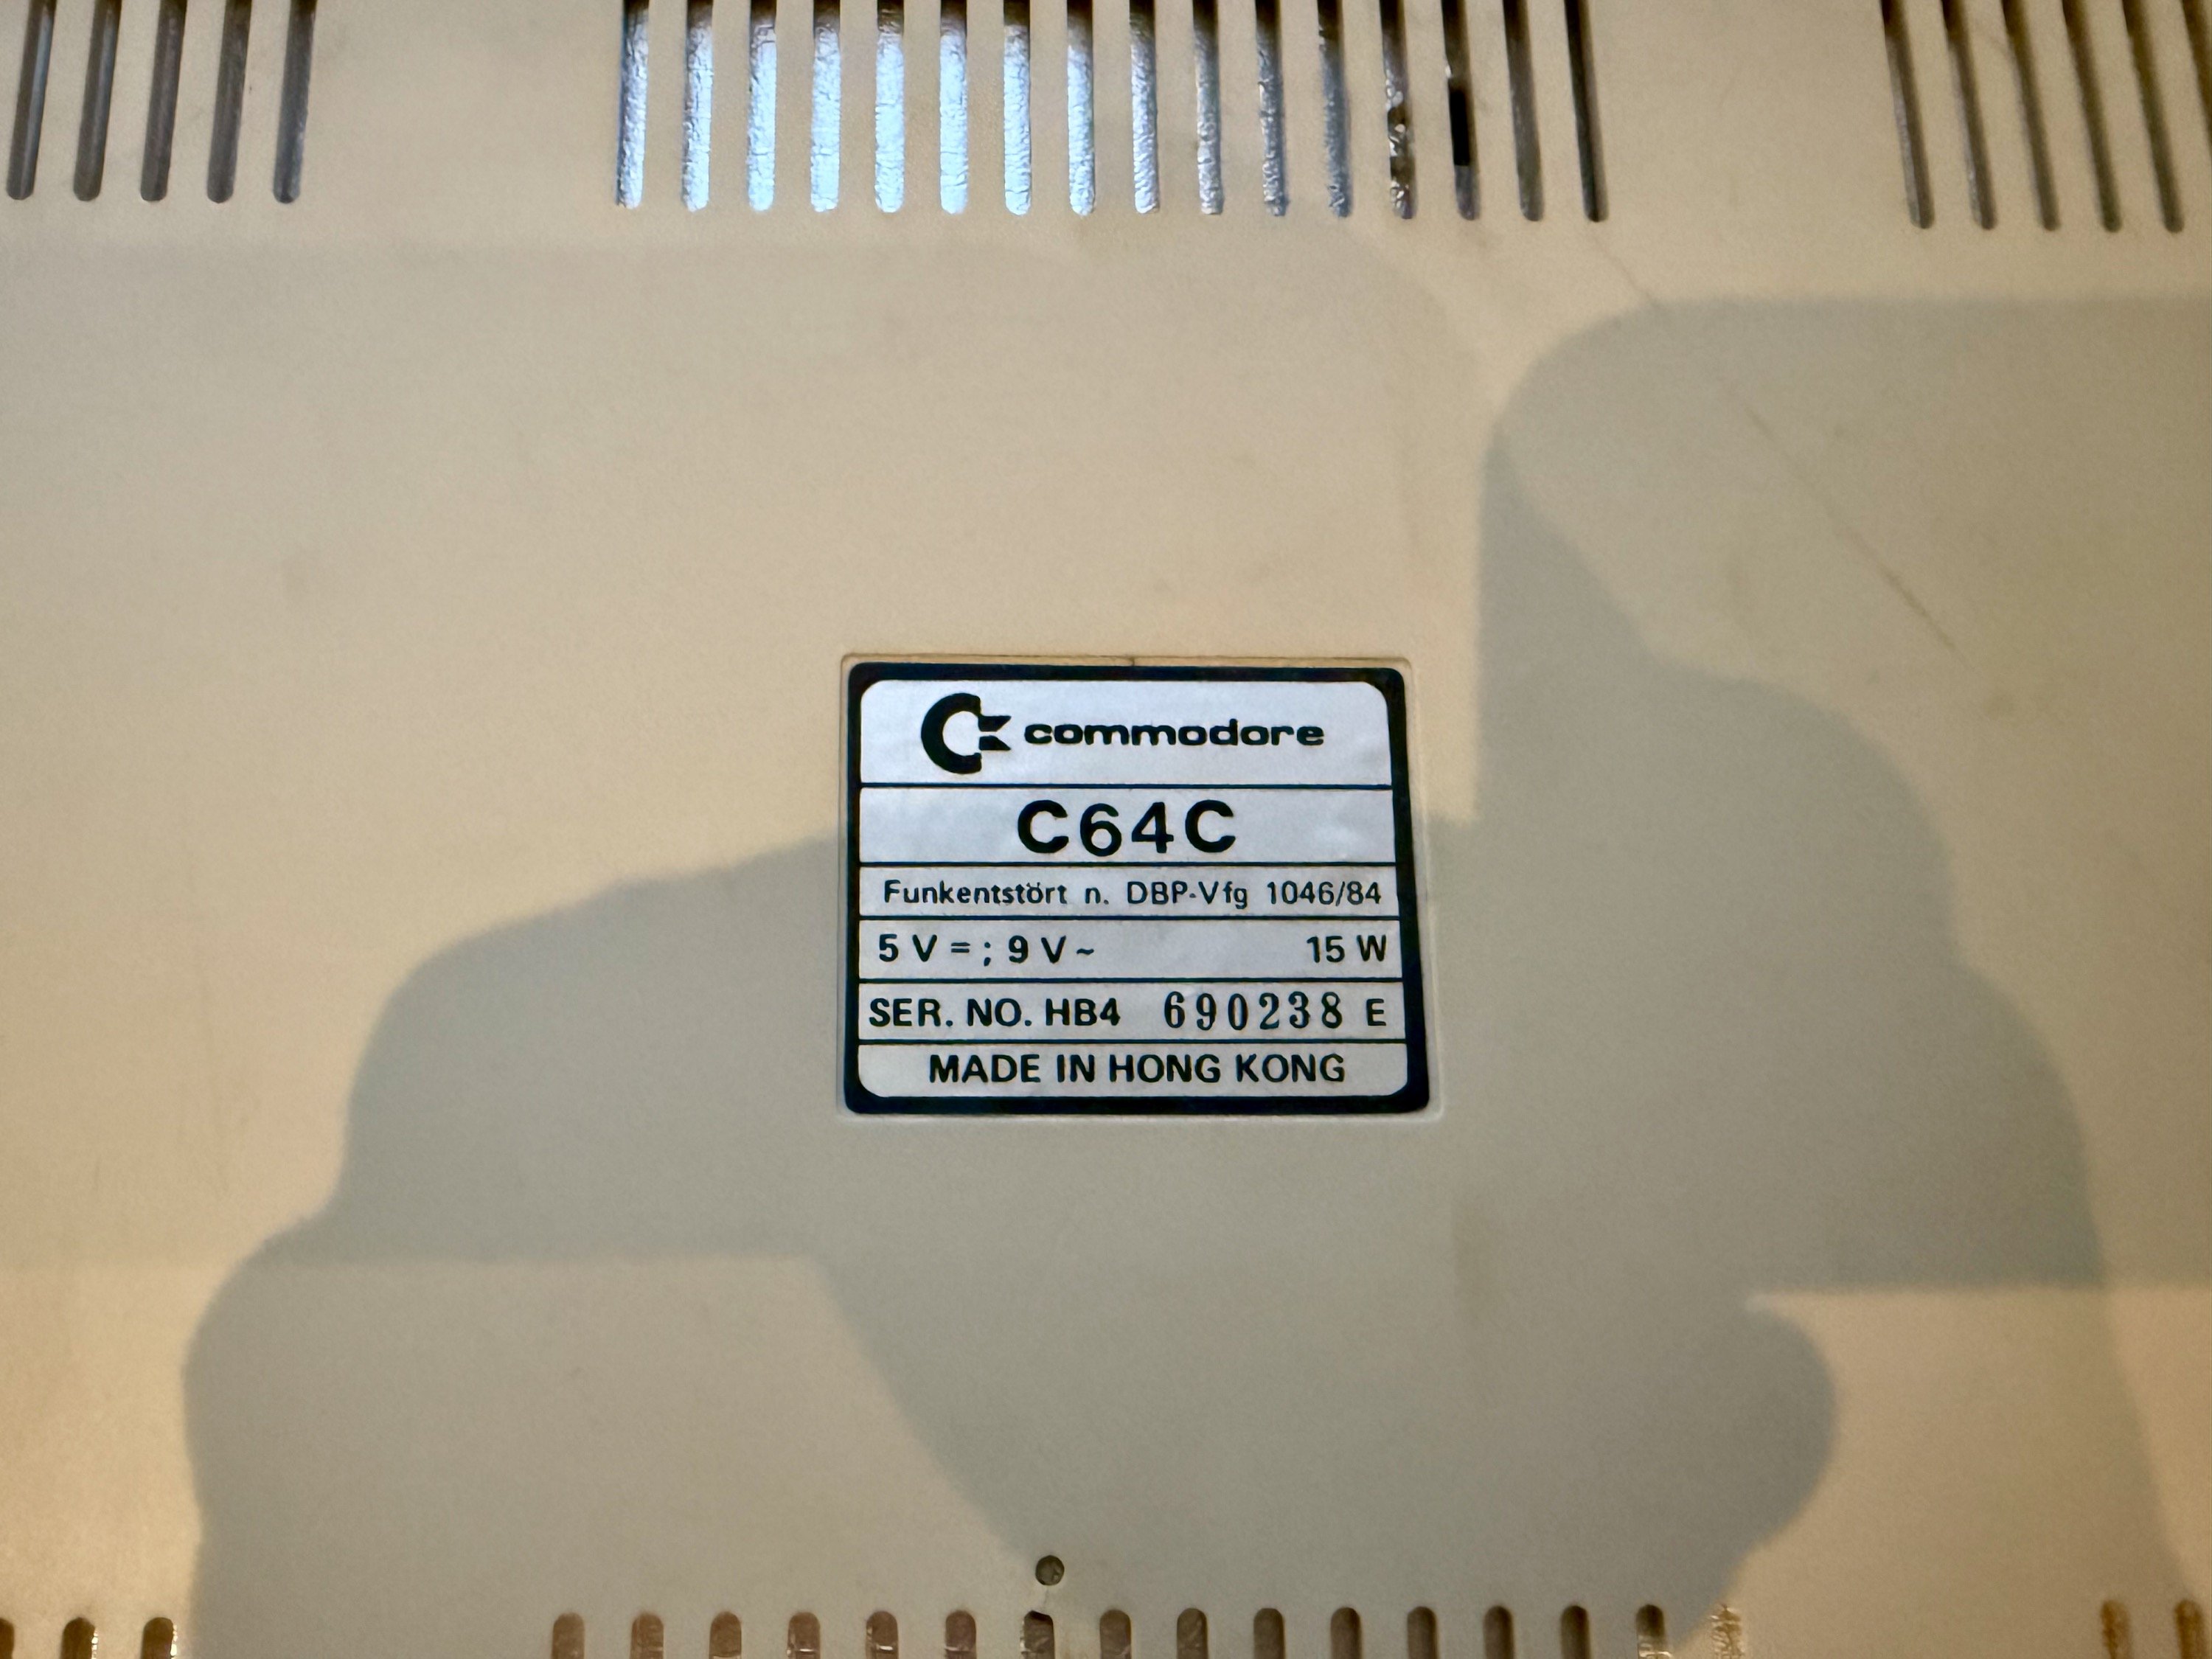 commodore
C64C
Funkentstört n. DBP-Vfg 1046/84
5 V = ; 9 V ~ 15 W
SER. NO. HB4 690238 E
MADE IN HONG KONG